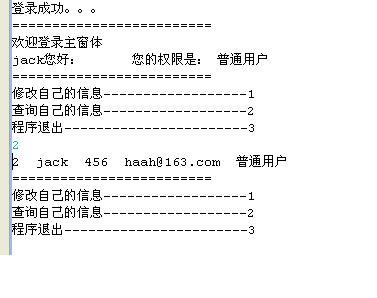 登录成功。。。
=========================
欢迎登录主窗体
jack您好:       您的权限是: 普通用户
=========================
修改自己的信息------------------1
查询自己的信息------------------2
程序退出-----------------------3
2
2  jack  456  haah@163.com  普通用户
=========================
修改自己的信息------------------1
查询自己的信息------------------2
程序退出-----------------------3